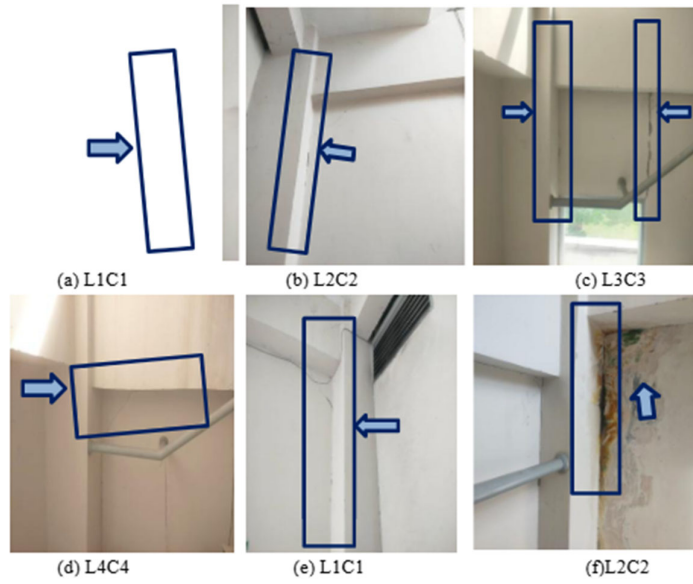 (a) L1C1
(b) L2C2
(c) L3C3
(d) L4C4
(e) L1C1
(f)L2C2